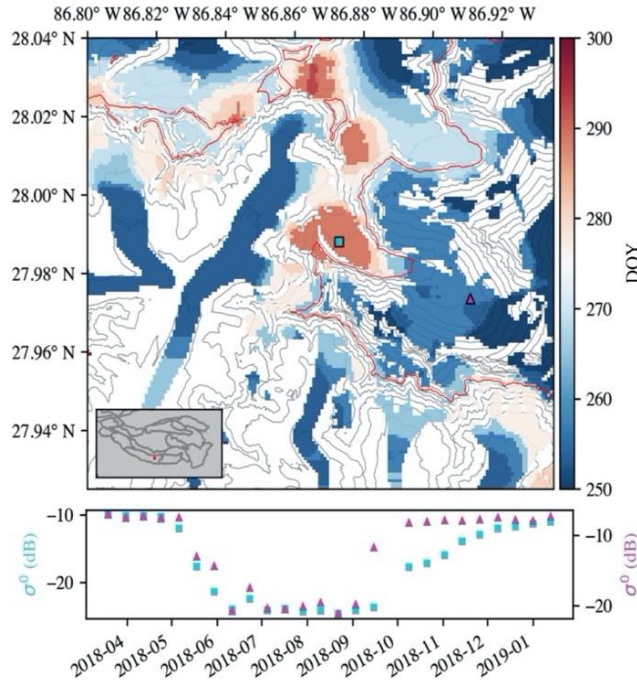 86.80° W 86.82° W 86.84° W 86.86° W 86.88° W 86.90° W 86.92° W
28.04° N
28.02° N
28.00° N
27.98° N
27.96° N
27.94° N
300
290
280
270
260
250
DOY
−10
−20
σ⁰ (dB)
−10
−20
σ⁰ (dB)
2018-04
2018-05
2018-06
2018-07
2018-08
2018-09
2018-10
2018-11
2018-12
2019-01